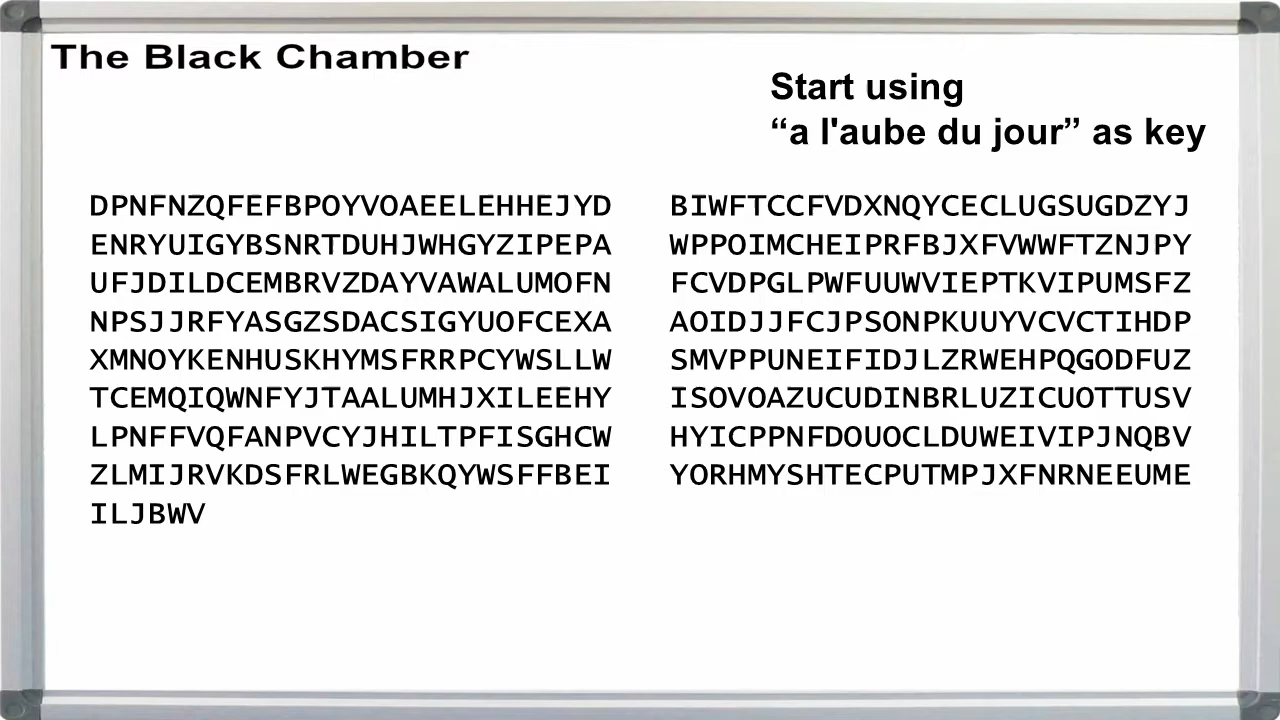 The Black Chamber
Start using
“a l'aube du jour” as key
DPNFNZQFEFBPOYVOAEELEHHEJYD BIWFTCCFVDXNQYCECLUGSUGDZYJ
ENRYUIGYBSNRTDUHJWHGYZIPEPA WPPOIMCHEIPRFBJXFVWWFTZNJPY
UFJDILDCEMBRVZDAYVAWALUMOFN FCVDPGLPWFUUWVIEPTKVIPUMSFZ
NPSJJRFYASGZSDACSIGYUOFCEXA AOIDJJFCJPSONPKUUYVCVCTIHDP
XMNOYKENHUSKHYMSFRRPCYWSLLW SMVPPUNEIFIDJLZRWEHPQGODFUZ
TCEMQIQWNFYJTAALUMHJXILEEHY ISOVOAZUCUDINBRLUZICUOTTUSV
LPNFFVQFANPVCYJHILTPFISGHCW HYICPPNFDOUOCLDUWEIVIPJNQBV
ZLMIJRVKDSFRLWEGBKQYWSFFBEI YORHMYSHTECPUTMPJXFNRNEEUME
ILJBWV